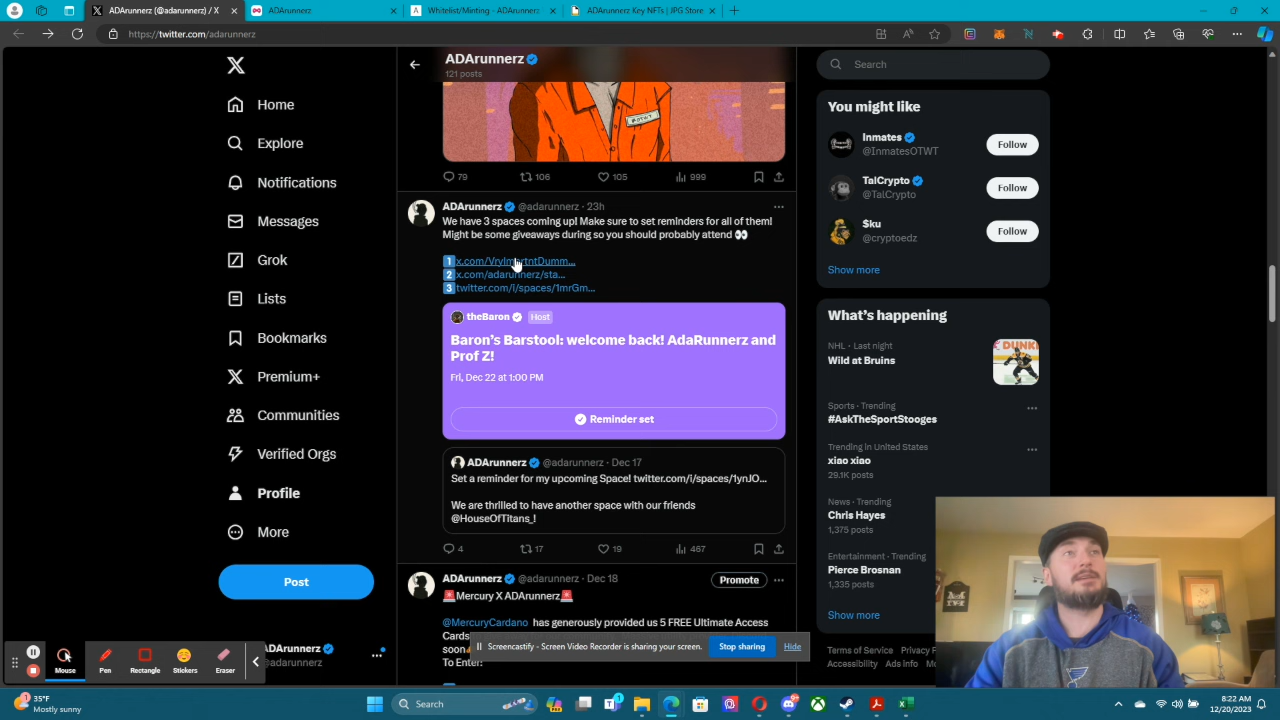 ADArunnerz (@adarunnerz) / X
ADArunnerz
Whitelist/Minting - ADArunnerz
ADArunnerz Key NFTs | JPG Store
https://twitter.com/adarunnerz
ADArunnerz
121 posts
Search
Home
Explore
Notifications
Messages
Grok
Lists
Bookmarks
Premium+
Communities
Verified Orgs
Profile
More
Post
ADArunnerz
@adarunnerz
79 106 105 999
ADArunnerz @adarunnerz · 23h
We have 3 spaces coming up! Make sure to set reminders for all of them!
Might be some giveaways during so you should probably attend 👀
1 x.com/VryImprtntDumm...
2 x.com/adarunnerz/sta...
3 twitter.com/i/spaces/1mrGm...
theBaron Host
Baron's Barstool: welcome back! AdaRunnerz and
Prof Z!
Fri, Dec 22 at 1:00 PM
Reminder set
ADArunnerz @adarunnerz · Dec 17
Set a reminder for my upcoming Space! twitter.com/i/spaces/1ynJO...
We are thrilled to have another space with our friends
@HouseOfTitans_!
4 17 19 467
ADArunnerz @adarunnerz · Dec 18
Promote
🚨Mercury X ADArunnerz🚨
@MercuryCardano has generously provided us 5 FREE Ultimate Access
Cards
soon
To Enter:
Screencastify - Screen Video Recorder is sharing your screen.
Stop sharing
Hide
You might like
Inmates
@InmatesOTWT
Follow
TalCrypto
@TalCrypto
Follow
$ku
@cryptoedz
Follow
Show more
What's happening
NHL · Last night
Wild at Bruins
DUNKI
Sports · Trending
#AskTheSportStooges
Trending in United States
xiao xiao
29.1K posts
News · Trending
Chris Hayes
1,375 posts
Entertainment · Trending
Pierce Brosnan
1,335 posts
Show more
Terms of Service Privacy P
Accessibility Ads info Mo
Mouse
Pen
Rectangle
Stickers
Eraser
35°F
Mostly sunny
Search
8:22 AM
12/20/2023